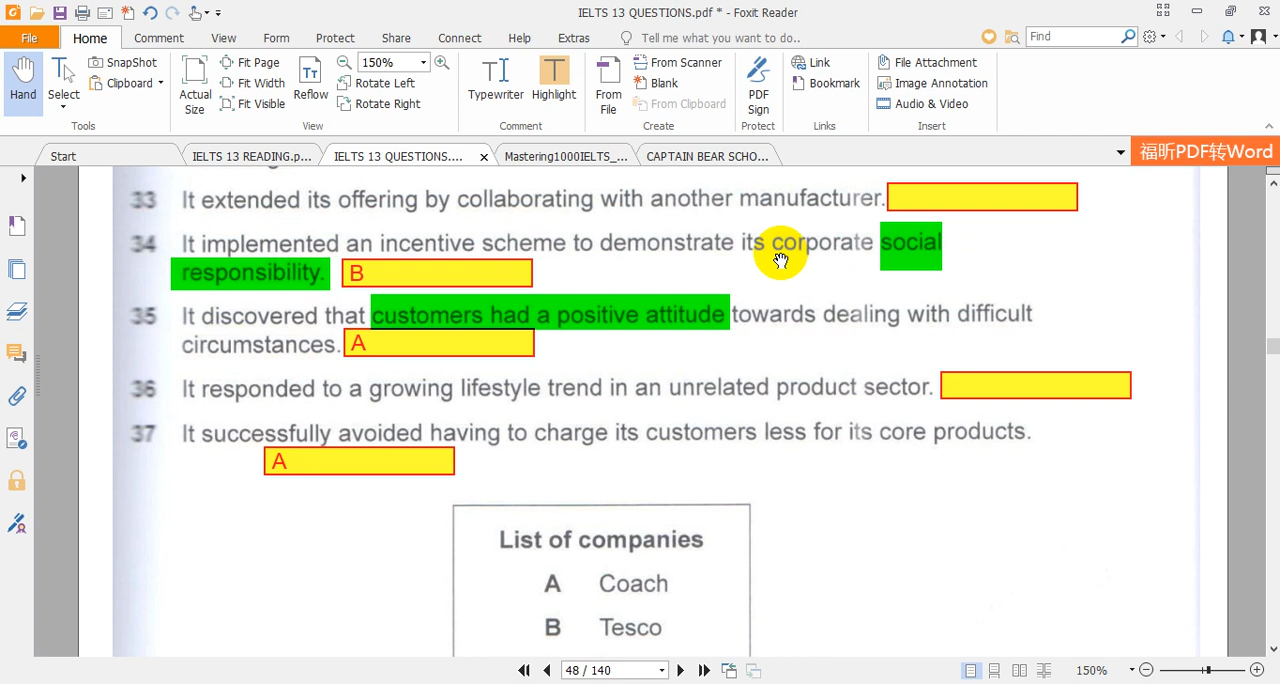 IELTS 13 QUESTIONS.pdf * - Foxit Reader
File Home Comment View Form Protect Share Connect Help Extras Tell me what you want to do.. Find
Hand Select SnapShot Clipboard Actual Size Fit Page Fit Width Fit Visible Reflow 150% Rotate Left Rotate Right Typewriter Highlight From File From Scanner Blank From Clipboard PDF Sign Link Bookmark File Attachment Image Annotation Audio & Video
Tools View Comment Create Protect Links Insert
Start IELTS 13 READING.p... IELTS 13 QUESTIONS.... Mastering1000IELTS_... CAPTAIN BEAR SCHO... 福昕PDF转Word
33 It extended its offering by collaborating with another manufacturer.
34 It implemented an incentive scheme to demonstrate its corporate social
responsibility. B
35 It discovered that customers had a positive attitude towards dealing with difficult
circumstances. A
36 It responded to a growing lifestyle trend in an unrelated product sector.
37 It successfully avoided having to charge its customers less for its core products.
A
List of companies
A Coach
B Tesco
48 / 140 150%